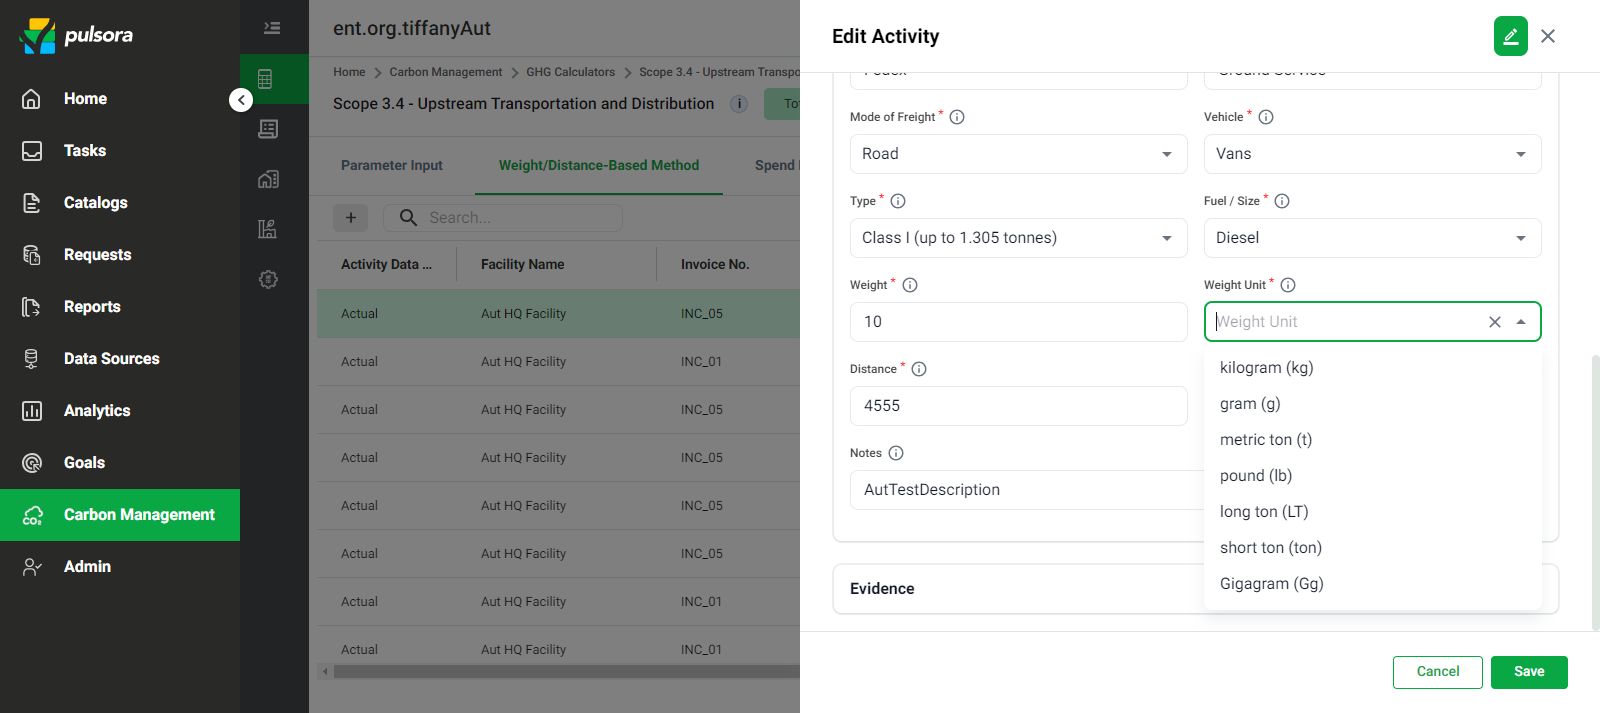 pulsora
Home
Tasks
Catalogs
Requests
Reports
Data Sources
Analytics
Goals
Carbon Management
Admin
ent.org.tiffanyAut
Home > Carbon Management > GHG Calculators > Scope 3.4 - Upstream Transpo
Scope 3.4 - Upstream Transportation and Distribution i To
Parameter Input Weight/Distance-Based Method Spend
+ Search...
Activity Data ... Facility Name Invoice No.
Actual Aut HQ Facility INC_05
Actual Aut HQ Facility INC_01
Actual Aut HQ Facility INC_05
Actual Aut HQ Facility INC_05
Actual Aut HQ Facility INC_05
Actual Aut HQ Facility INC_05
Actual Aut HQ Facility INC_01
Actual Aut HQ Facility INC_01
Edit Activity
Mode of Freight * Vehicle *
Road Vans
Type * Fuel / Size *
Class I (up to 1.305 tonnes) Diesel
Weight * Weight Unit *
10 Weight Unit
kilogram (kg)
gram (g)
metric ton (t)
pound (lb)
long ton (LT)
short ton (ton)
Gigagram (Gg)
Distance *
4555
Notes
AutTestDescription
Evidence
Cancel Save